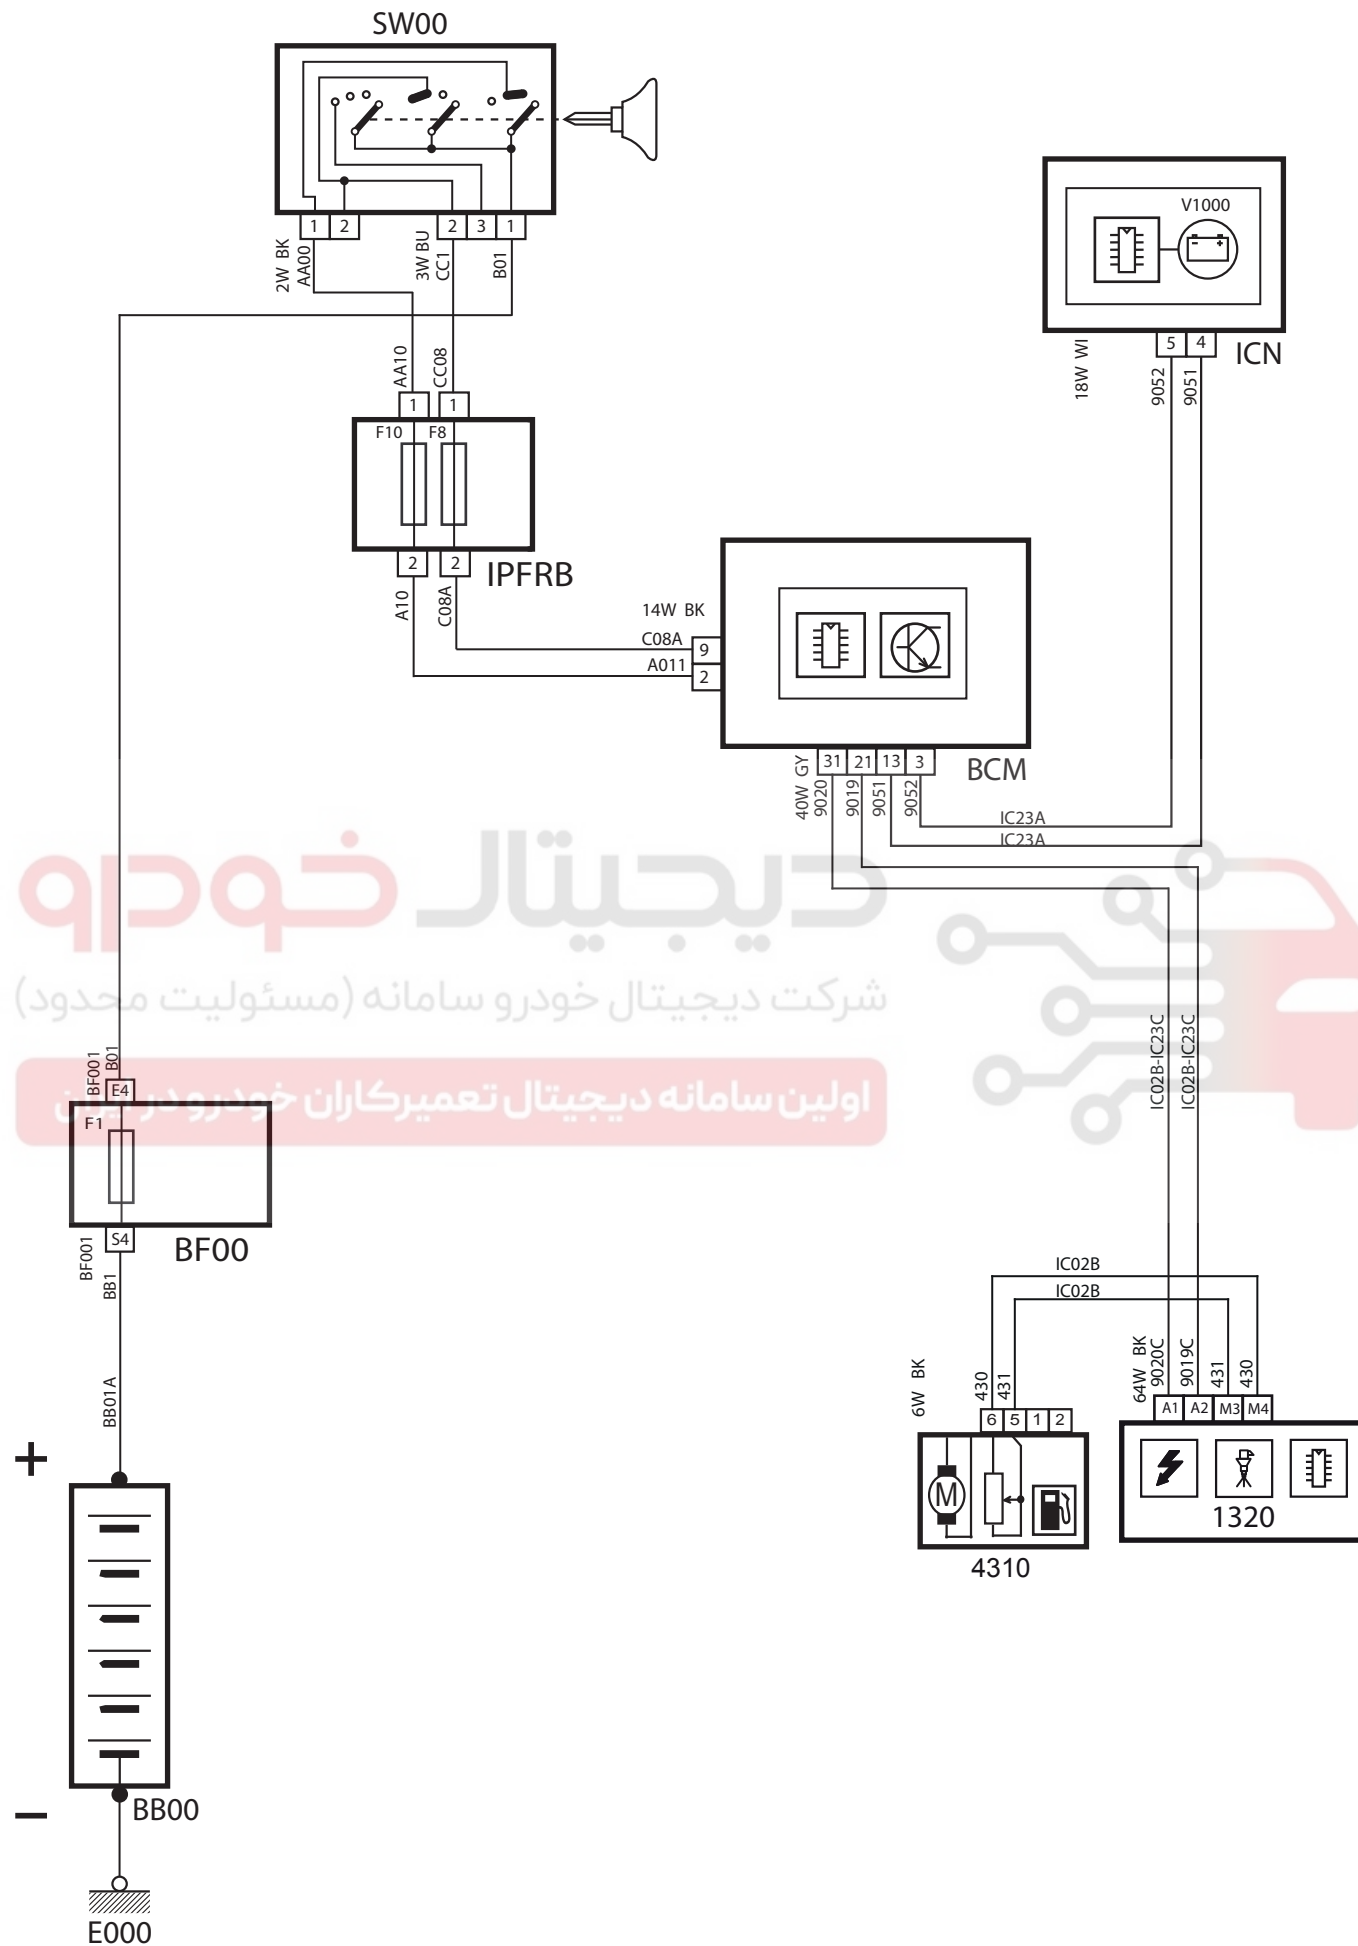 SW00
1
2
2
3
1
2W BK
AA00
3W BU
CC1
B01
AA10
CC08
1
1
F10
F8
2
2
IPFRB
A10
C08A
V1000
5
4
ICN
18W WI
9052
9051
14W BK
C08A
9
A011
2
31
21
13
3
BCM
40W GY
9020
9019
9051
9052
IC23A
IC23A
دیجیتال خودرو
شرکت دیجیتال خودرو سامانه (مسئولیت محدود)
اولین سامانه دیجیتال تعمیرکاران خودرو در ایران
IC02B-IC23C
IC02B-IC23C
BF001
B01
E4
F1
S4
BF00
BF001
BB1
BB01A
+
−
BB00
E000
IC02B
IC02B
6W BK
430
431
6
5
1
2
M
4310
64W BK
9020C
9019C
431
430
A1
A2
M3
M4
1320